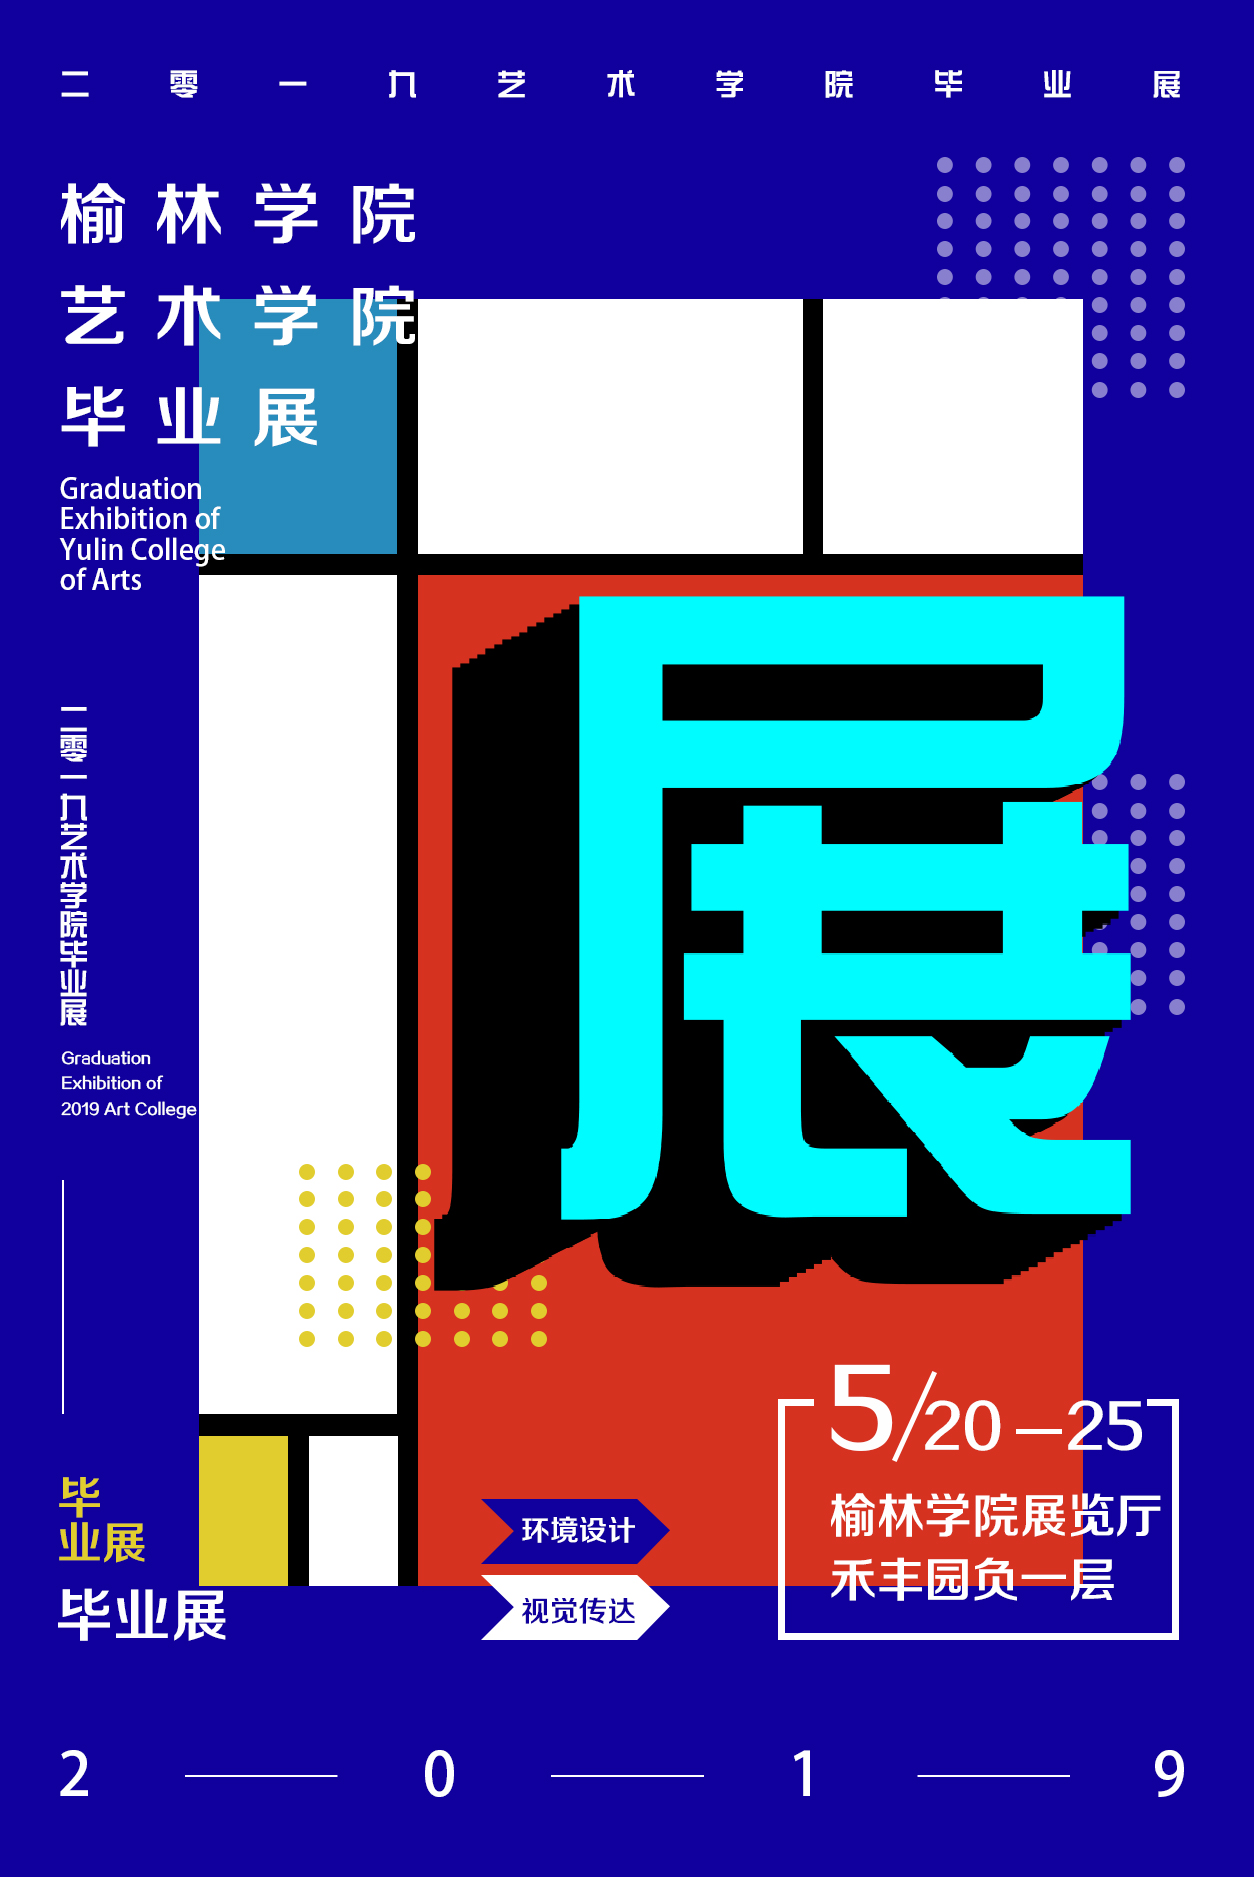 二零一九艺术学院毕业展
榆林学院
艺术学院
毕业展
Graduation
Exhibition of
Yulin College
of Arts
展
二零一九艺术学院毕业展
Graduation
Exhibition of
2019 Art College
5/20—25
榆林学院展览厅
禾丰园负一层
毕
业展
毕业展
环境设计
视觉传达
2 0 1 9